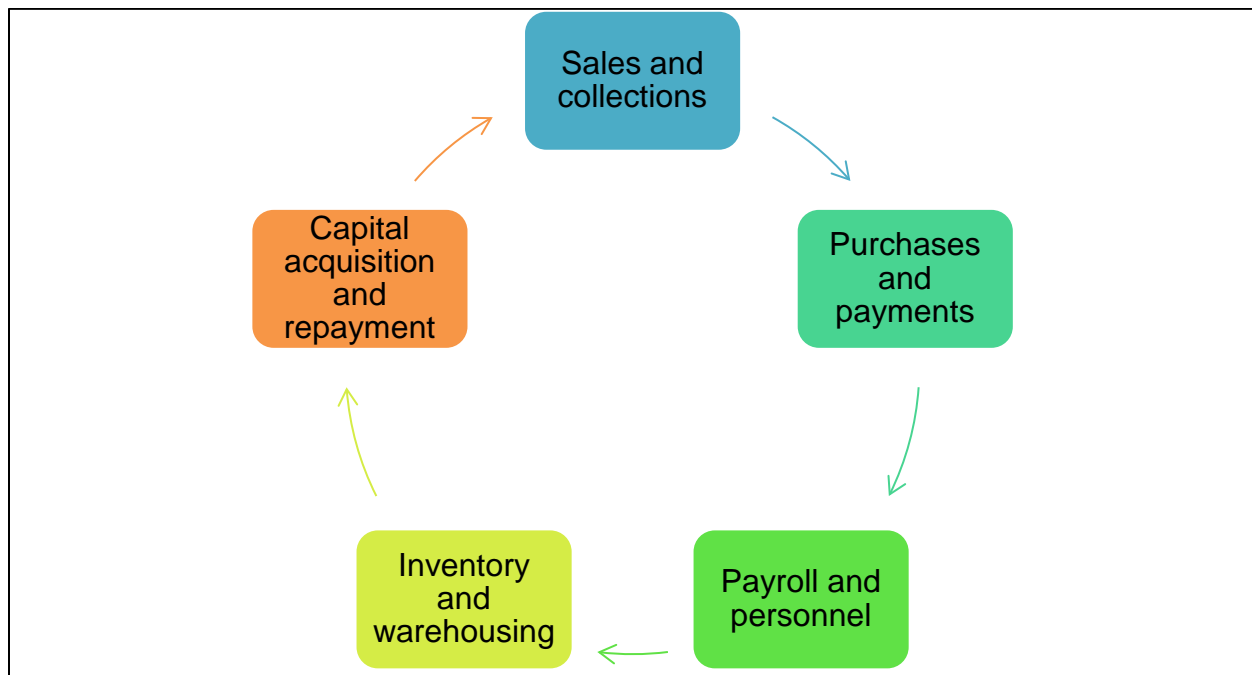 Sales and
collections
Purchases
and
payments
Payroll and
personnel
Inventory
and
warehousing
Capital
acquisition
and
repayment